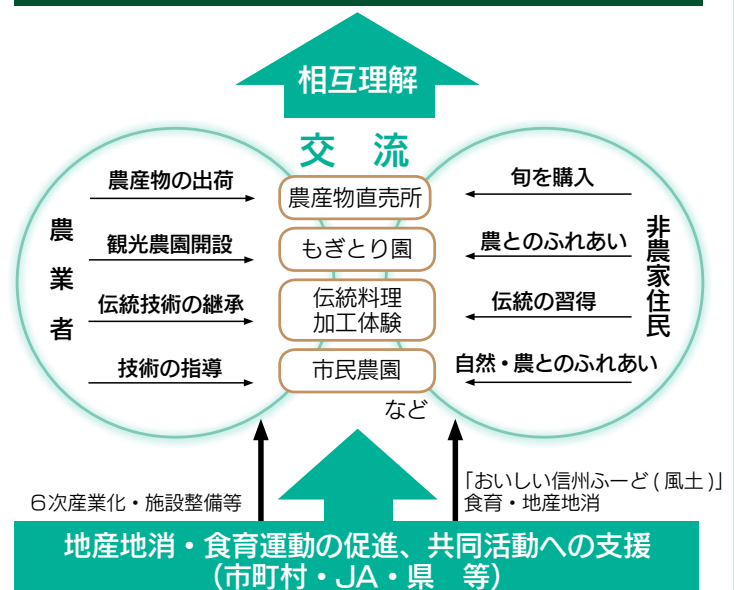 相互理解
交　流
農業者
農産物の出荷
農産物直売所
旬を購入
観光農園開設
もぎとり園
農とのふれあい
伝統技術の継承
伝統料理
加工体験
伝統の習得
技術の指導
市民農園
自然・農とのふれあい
非農家住民
など
6次産業化・施設整備等
「おいしい信州ふーど(風土)」
食育・地産地消
地産地消・食育運動の促進、共同活動への支援
(市町村・JA・県　等)